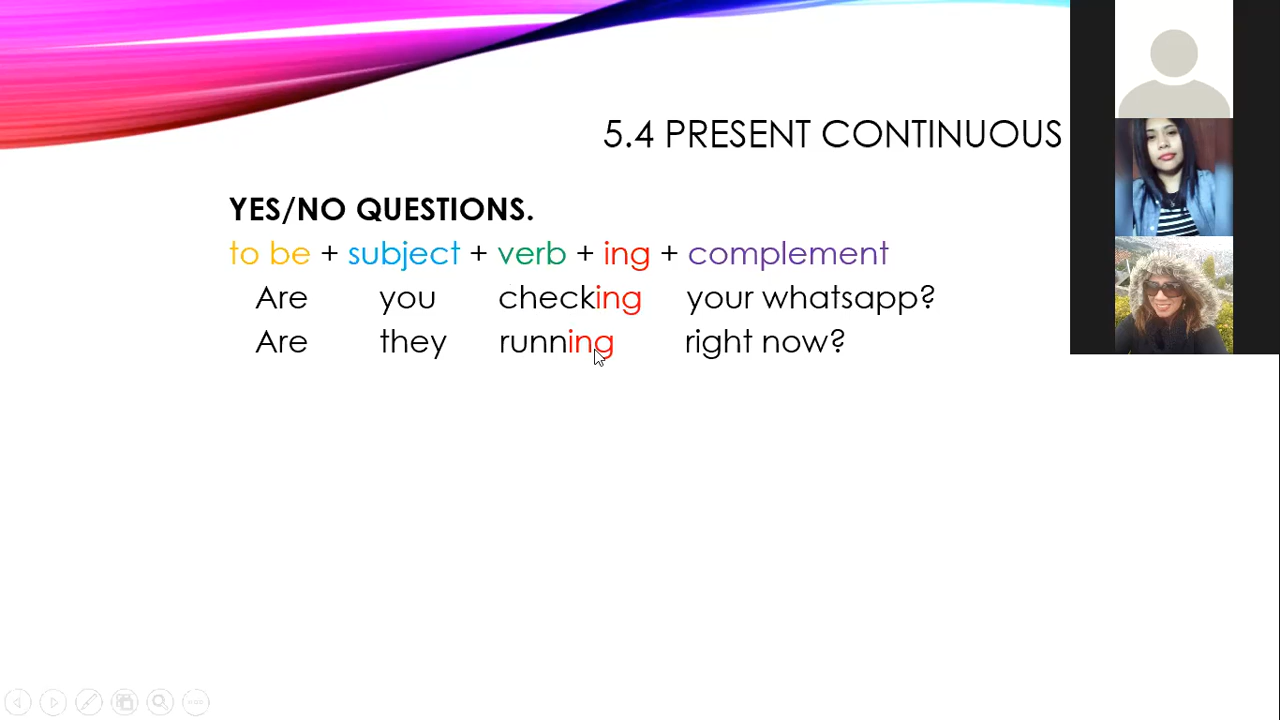 5.4 PRESENT CONTINUOUS
YES/NO QUESTIONS.
to be + subject + verb + ing + complement
Are you checking your whatsapp?
Are they running right now?